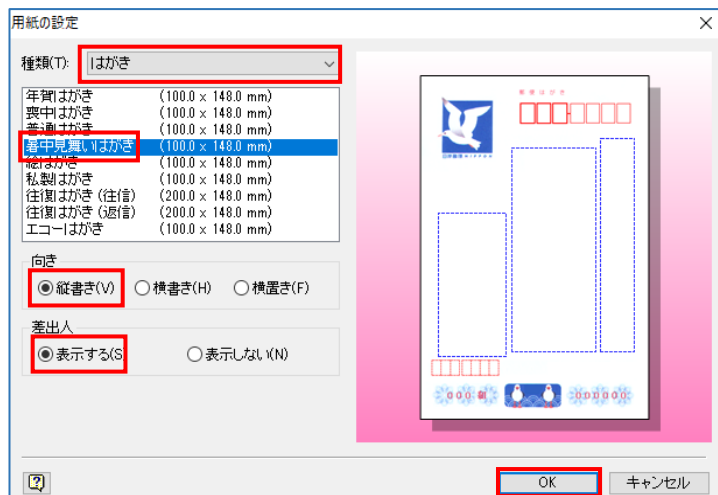 用紙の設定
種類(T): はがき
年賀はがき (100.0 x 148.0 mm)
喪中はがき (100.0 x 148.0 mm)
普通はがき (100.0 x 148.0 mm)
暑中見舞いはがき (100.0 x 148.0 mm)
絵はがき (100.0 x 148.0 mm)
私製はがき (100.0 x 148.0 mm)
往復はがき (往信) (200.0 x 148.0 mm)
往復はがき (返信) (200.0 x 148.0 mm)
エコーはがき (100.0 x 148.0 mm)
向き
縦書き(V) 横書き(H) 横置き(F)
差出人
表示する(S 表示しない(N)
郵便はがき
OK キャンセル